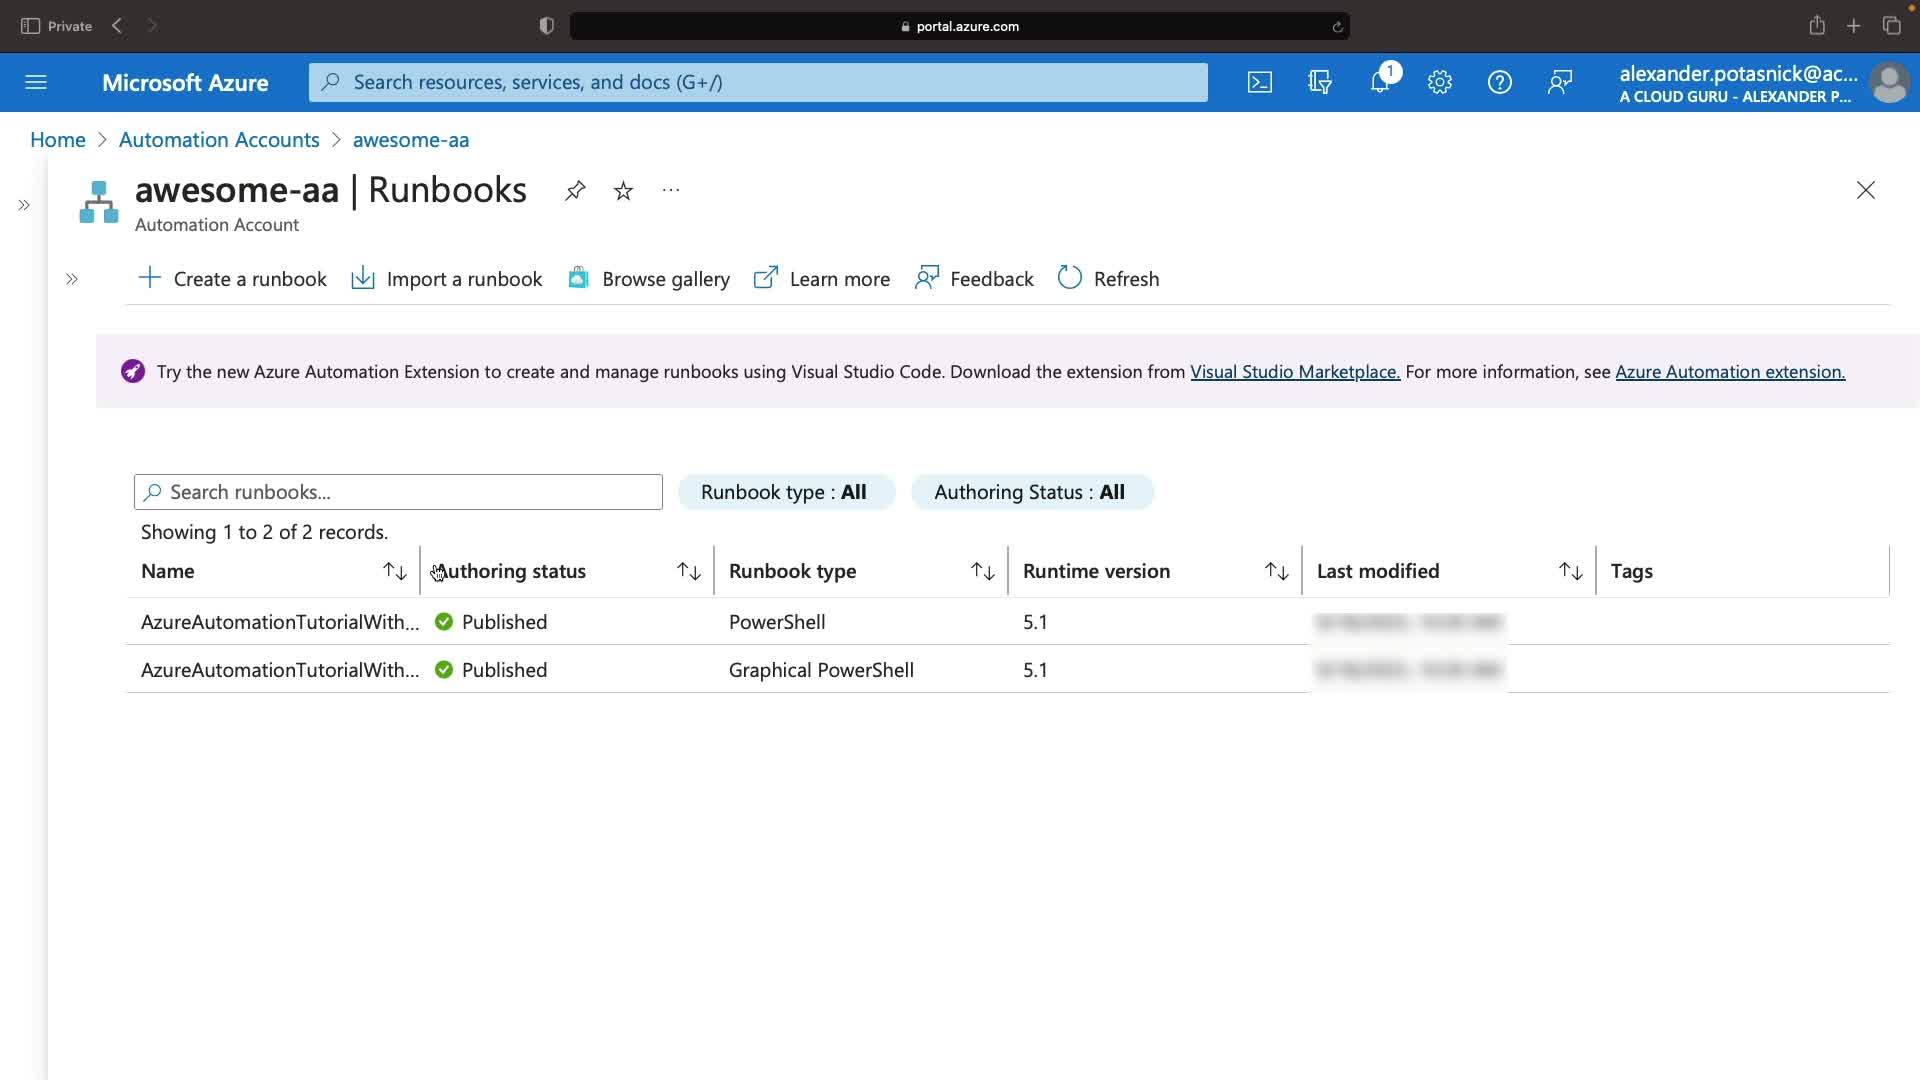 Private
portal.azure.com
Microsoft Azure
Search resources, services, and docs (G+/)
1
alexander.potasnick@ac...
A CLOUD GURU - ALEXANDER P...
Home > Automation Accounts > awesome-aa
awesome-aa | Runbooks
Automation Account
Create a runbook Import a runbook Browse gallery Learn more Feedback Refresh
Try the new Azure Automation Extension to create and manage runbooks using Visual Studio Code. Download the extension from Visual Studio Marketplace. For more information, see Azure Automation extension.
Search runbooks...
Runbook type : All
Authoring Status : All
Showing 1 to 2 of 2 records.
Name Authoring status Runbook type Runtime version Last modified Tags
AzureAutomationTutorialWith... Published PowerShell 5.1
AzureAutomationTutorialWith... Published Graphical PowerShell 5.1